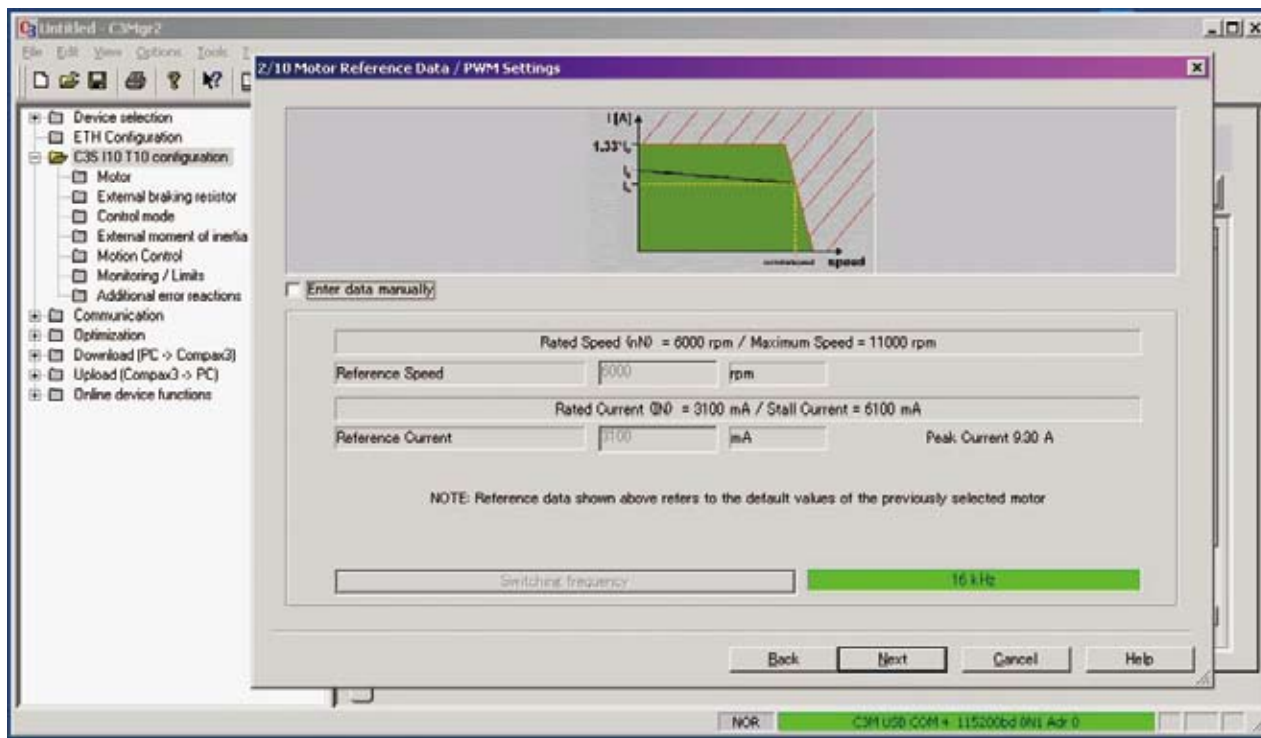 Untitled - C3Mgr2
File Edit View Options Tools
2/10 Motor Reference Data / PWM Settings
Device selection
ETH Configuration
C3S I10 T10 configuration
Motor
External braking resistor
Control mode
External moment of inertia
Motion Control
Monitoring / Limits
Additional error reactions
Communication
Optimization
Download (PC -> Compax3)
Upload (Compax3 -> PC)
Online device functions
I [A]
speed
Enter data manually
Rated Speed (nN) = 6000 rpm / Maximum Speed = 11000 rpm
Reference Speed 6000 rpm
Rated Current (IN) = 3100 mA / Stall Current = 6100 mA
Reference Current 3100 mA Peak Current 9.30 A
NOTE: Reference data shown above refers to the default values of the previously selected motor
Switching frequency 16 kHz
Back Next Cancel Help
NOR C3M USB COM 4 115200bd 8N1 Adr 0